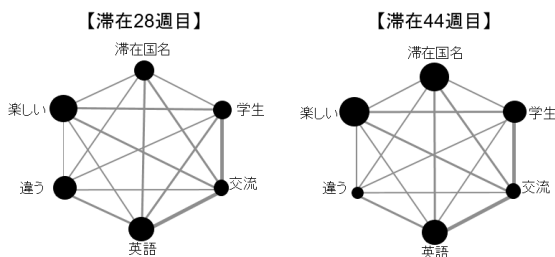 【滞在28週目】
滞在国名
楽しい
学生
違う
交流
英語
【滞在44週目】
滞在国名
楽しい
学生
違う
交流
英語